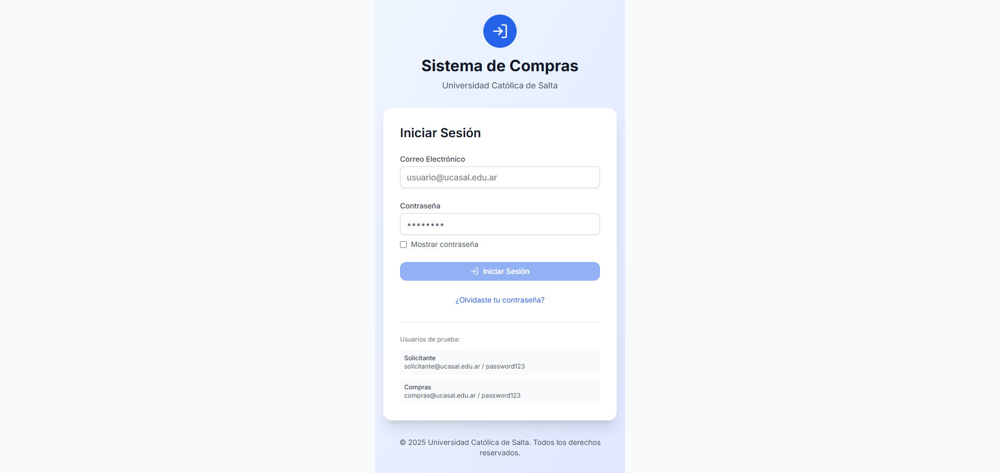 Sistema de Compras
Universidad Católica de Salta
Iniciar Sesión
Correo Electrónico
usuario@ucasal.edu.ar
Contraseña
••••••••
Mostrar contraseña
Iniciar Sesión
¿Olvidaste tu contraseña?
Usuarios de prueba:
Solicitante
solicitante@ucasal.edu.ar / password123
Compras
compras@ucasal.edu.ar / password123
© 2025 Universidad Católica de Salta. Todos los derechos
reservados.